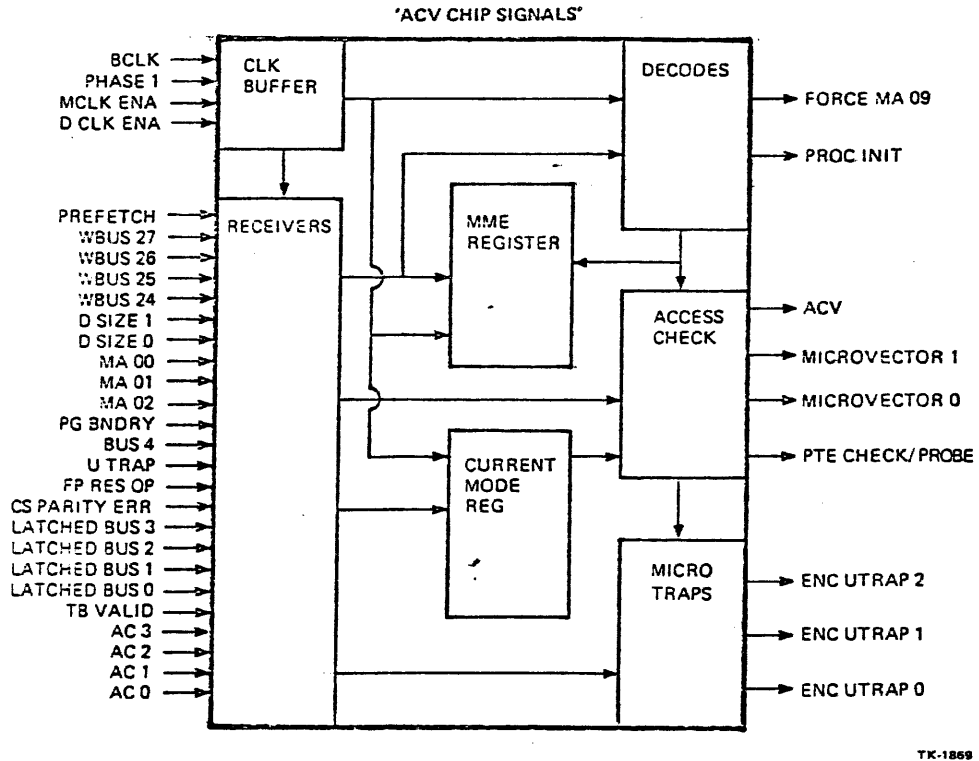 'ACV CHIP SIGNALS'
BCLK
PHASE 1
MCLK ENA
D CLK ENA
PREFETCH
WBUS 27
WBUS 26
WBUS 25
WBUS 24
D SIZE 1
D SIZE 0
MA 00
MA 01
MA 02
PG BNDRY
BUS 4
U TRAP
FP RES OP
CS PARITY ERR
LATCHED BUS 3
LATCHED BUS 2
LATCHED BUS 1
LATCHED BUS 0
TB VALID
AC 3
AC 2
AC 1
AC 0
CLK
BUFFER
RECEIVERS
MME
REGISTER
CURRENT
MODE
REG
DECODES
ACCESS
CHECK
MICRO
TRAPS
FORCE MA 09
PROC INIT
ACV
MICROVECTOR 1
MICROVECTOR 0
PTE CHECK/PROBE
ENC UTRAP 2
ENC UTRAP 1
ENC UTRAP 0
TK-1869